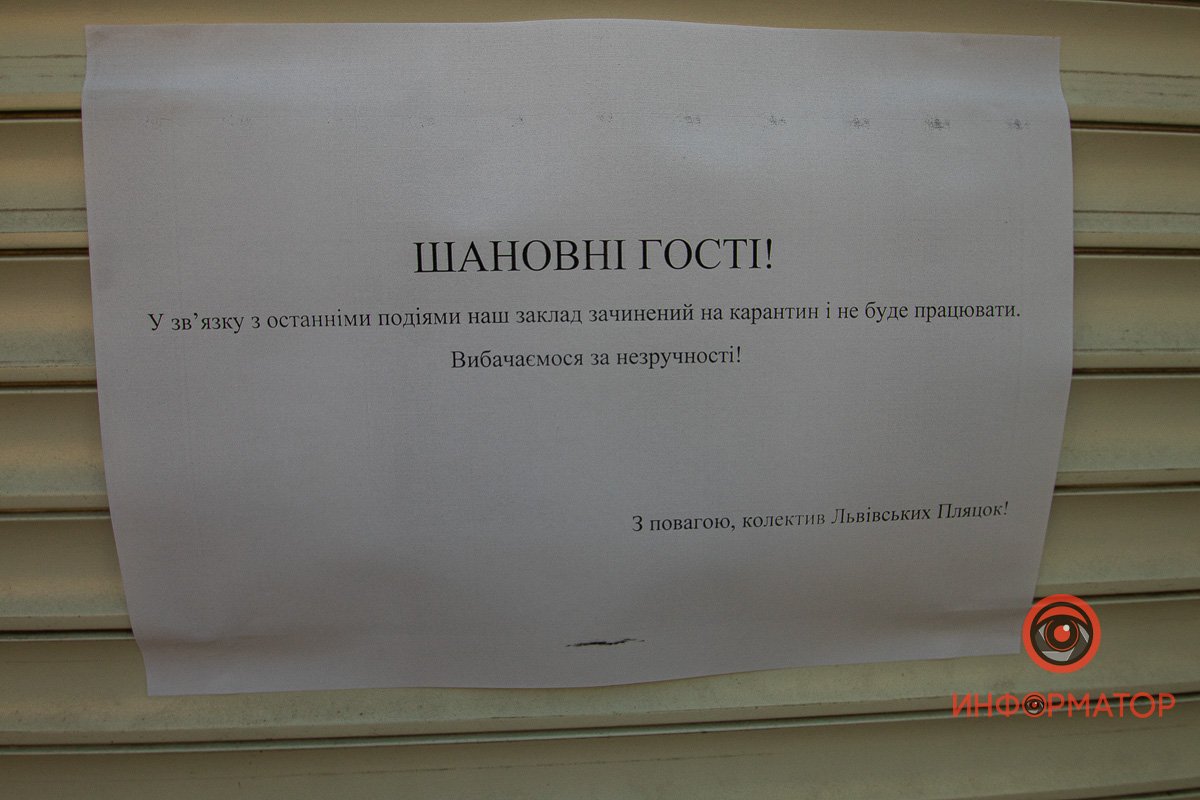 ШАНОВНІ ГОСТІ!
У зв’язку з останніми подіями наш заклад зачинений на карантин і не буде працювати.
Вибачаємося за незручності!
З повагою, колектив Львівських Пляцок!
ИНФОРМАТОР